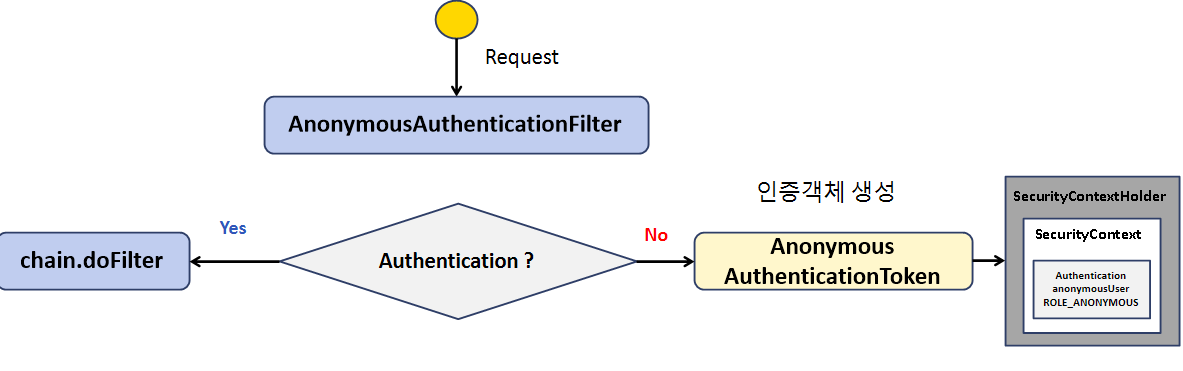 Request
AnonymousAuthenticationFilter
인증객체 생성
SecurityContextHolder
Yes
No
SecurityContext
chain.doFilter
Authentication ?
Anonymous
AuthenticationToken
Authentication
anonymousUser
ROLE_ANONYMOUS